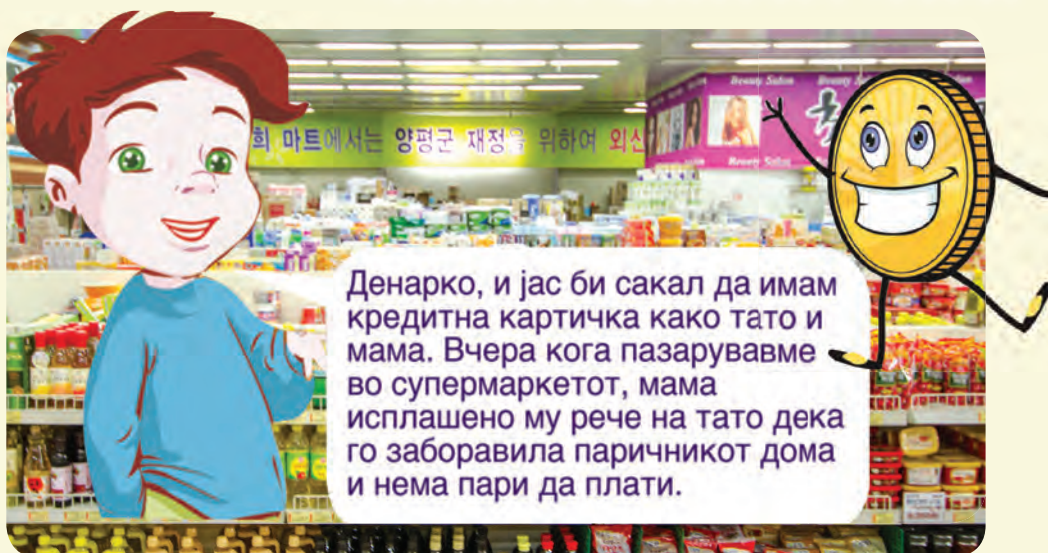 Beauty Salon
희 마트에서는 양평군 재정을 위하여 외신
Денарко, и јас би сакал да имам
кредитна картичка како тато и
мама. Вчера кога пазарувавме
во супермаркетот, мама
исплашено му рече на тато дека
го заборавила паричникот дома
и нема пари да плати.